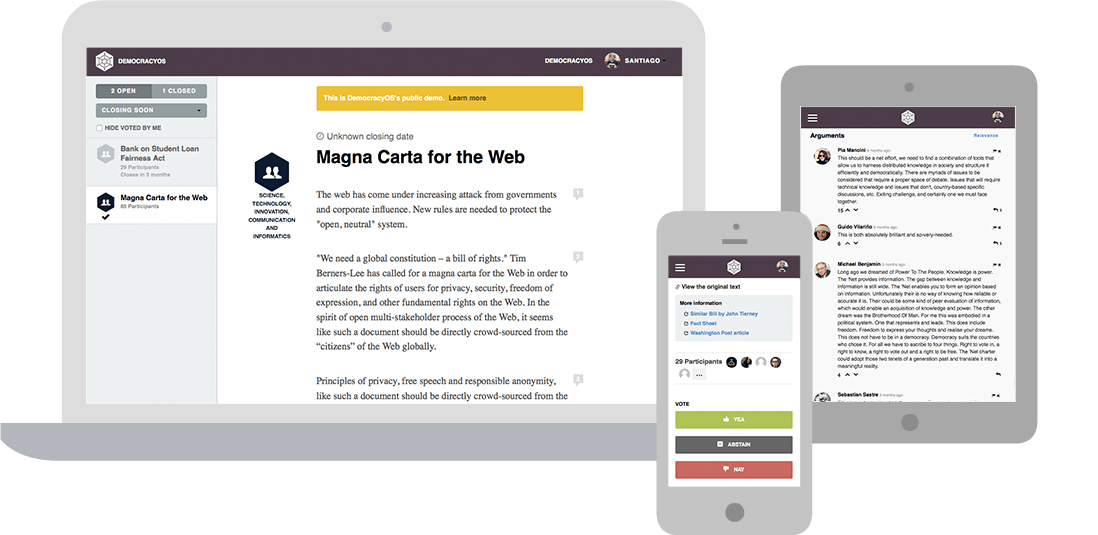 DEMOCRACYOS
DEMOCRACYOS
SANTIAGO
2 OPEN
1 CLOSED
CLOSING SOON
HIDE VOTED BY ME
Bank on Student Loan
Fairness Act
29 Participants
Closes in 3 months
Magna Carta for the Web
85 Participants
This is DemocracyOS's public demo. Learn more
Unknown closing date
Magna Carta for the Web
SCIENCE,
TECHNOLOGY,
INNOVATION,
COMMUNICATION
AND
INFORMATICS
The web has come under increasing attack from governments
and corporate influence. New rules are needed to protect the
"open, neutral" system.
1
"We need a global constitution – a bill of rights." Tim
Berners-Lee has called for a magna carta for the Web in order to
articulate the rights of users for privacy, security, freedom of
expression, and other fundamental rights on the Web. In the
spirit of open multi-stakeholder process of the Web, it seems
like such a document should be directly crowd-sourced from the
“citizens” of the Web globally.
Principles of privacy, free speech and responsible anonymity,
like such a document should be directly crowd-sourced from the
View the original text
More information
Similar Bill by John Tierney
Fact Sheet
Washington Post article
29 Participants
...
VOTE
YEA
ABSTAIN
NAY
Arguments
Relevance
Pia Mancini 5 months ago
This should be a net effort, we need to find a combination of tools that
allow us to harness distributed knowledge in society and structure it
efficiently and democratically. There are myriads of issues to be
considered that require a proper space of debate. Issues that will require
technical knowledge and issues that don't, country-based specific
discussions, etc. Exiting challenge, and certainly one we must face
together.
15
1
Guido Vilariño 5 months ago
This is both absolutely brilliant and so-very-needed.
6
1
Michael Benjamin 5 months ago
Long ago we dreamed of Power To The People. Knowledge is power.
The 'Net provides information. The gap between knowledge and
information is still wide. The 'Net enables you to form an opinion based
on information. Unfortunately their is no way of knowing how reliable or
accurate it is. Their could be some kind of peer evaluation of information,
which would enable an acquisition of knowledge and power. The other
dream was the Brotherhood Of Man. For me this was embodied in a
political system. One that represents and leads. This does include
freedom. Freedom to express your thoughts and realise your dreams.
This does not have to be in a democracy. Democracy suits the countries
who chose it. For all we have to ascribe to four things. Right to vote in, a
right to know, a right to vote out and a right to be free. The 'Net charter
could adopt those two tenets of a generation past and translate it into a
meaningful reality.
4
Sebastian Sastre 5 months ago